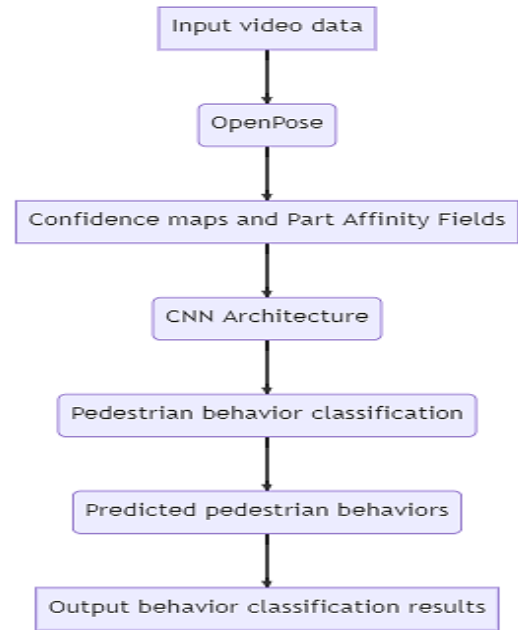 Input video data
OpenPose
Confidence maps and Part Affinity Fields
CNN Architecture
Pedestrian behavior classification
Predicted pedestrian behaviors
Output behavior classification results